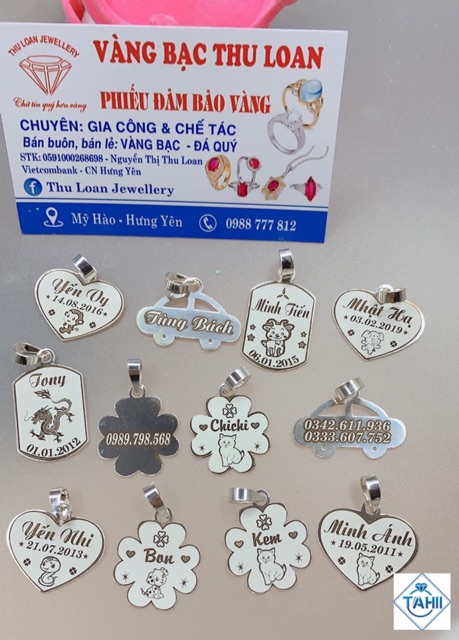 THU LOAN JEWELLERY
Chữ tín quý hơn vàng
VÀNG BẠC THU LOAN
PHIẾU ĐẢM BẢO VÀNG
CHUYÊN: GIA CÔNG & CHẾ TÁC
Bán buôn, bán lẻ: VÀNG BẠC - ĐÁ QUÝ
STK: 0591000268698 - Nguyễn Thị Thu Loan
Vietcombank - CN Hưng Yên
f Thu Loan Jewellery
Mỹ Hào - Hưng Yên
0988 777 812
Yến Vy
14.08.2016
Tùng Bách
Minh Tiến
06.01.2015
Nhật Hạ
03.02.2019
Tony
01.01.2012
0989.798.568
Chichi
0342.611.936
0333.607.752
Yến Nhi
21.07.2013
Bon
Kem
Minh Ánh
19.05.2011
TAHII